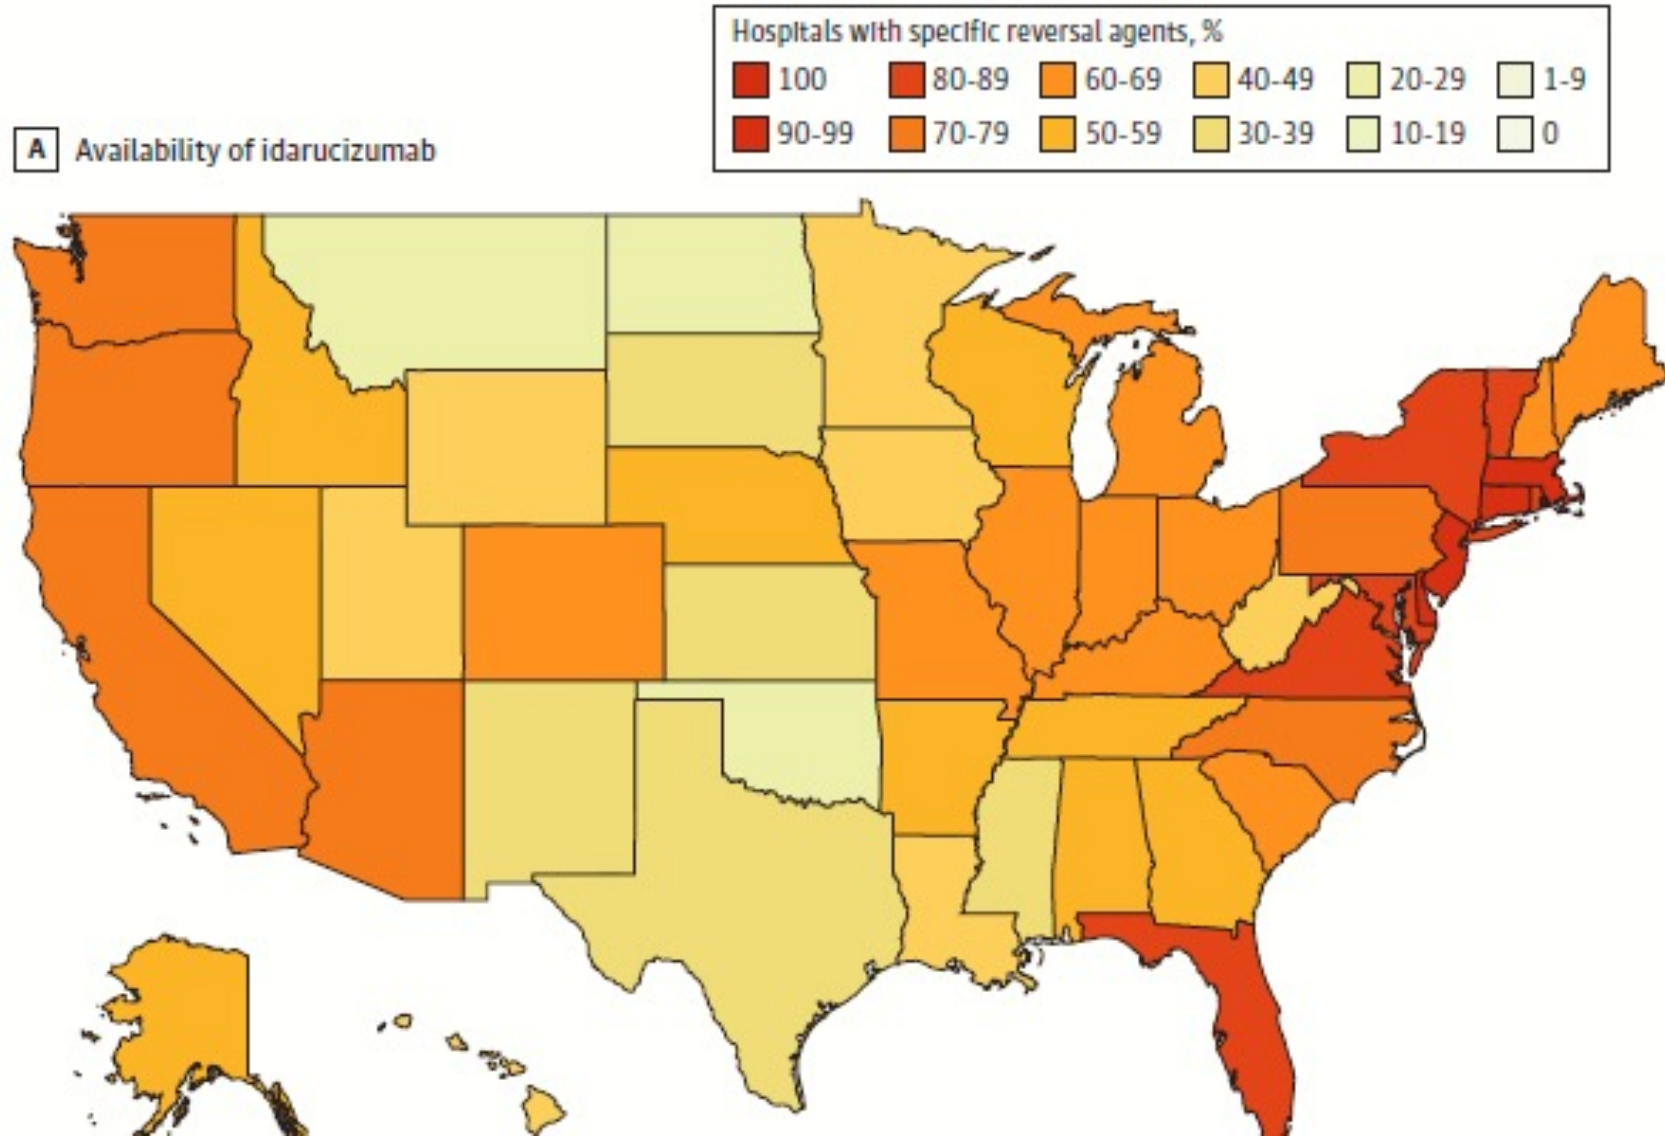 Hospitals with specific reversal agents, %
100 80-89 60-69 40-49 20-29 1-9
90-99 70-79 50-59 30-39 10-19 0
A Availability of idarucizumab